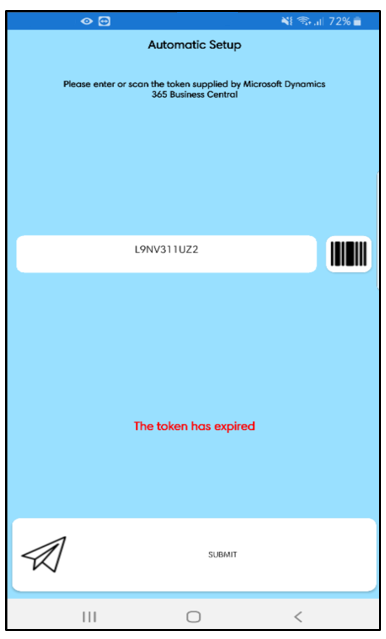 72%
Automatic Setup
Please enter or scan the token supplied by Microsoft Dynamics
365 Business Central
L9NV311UZ2
The token has expired
SUBMIT